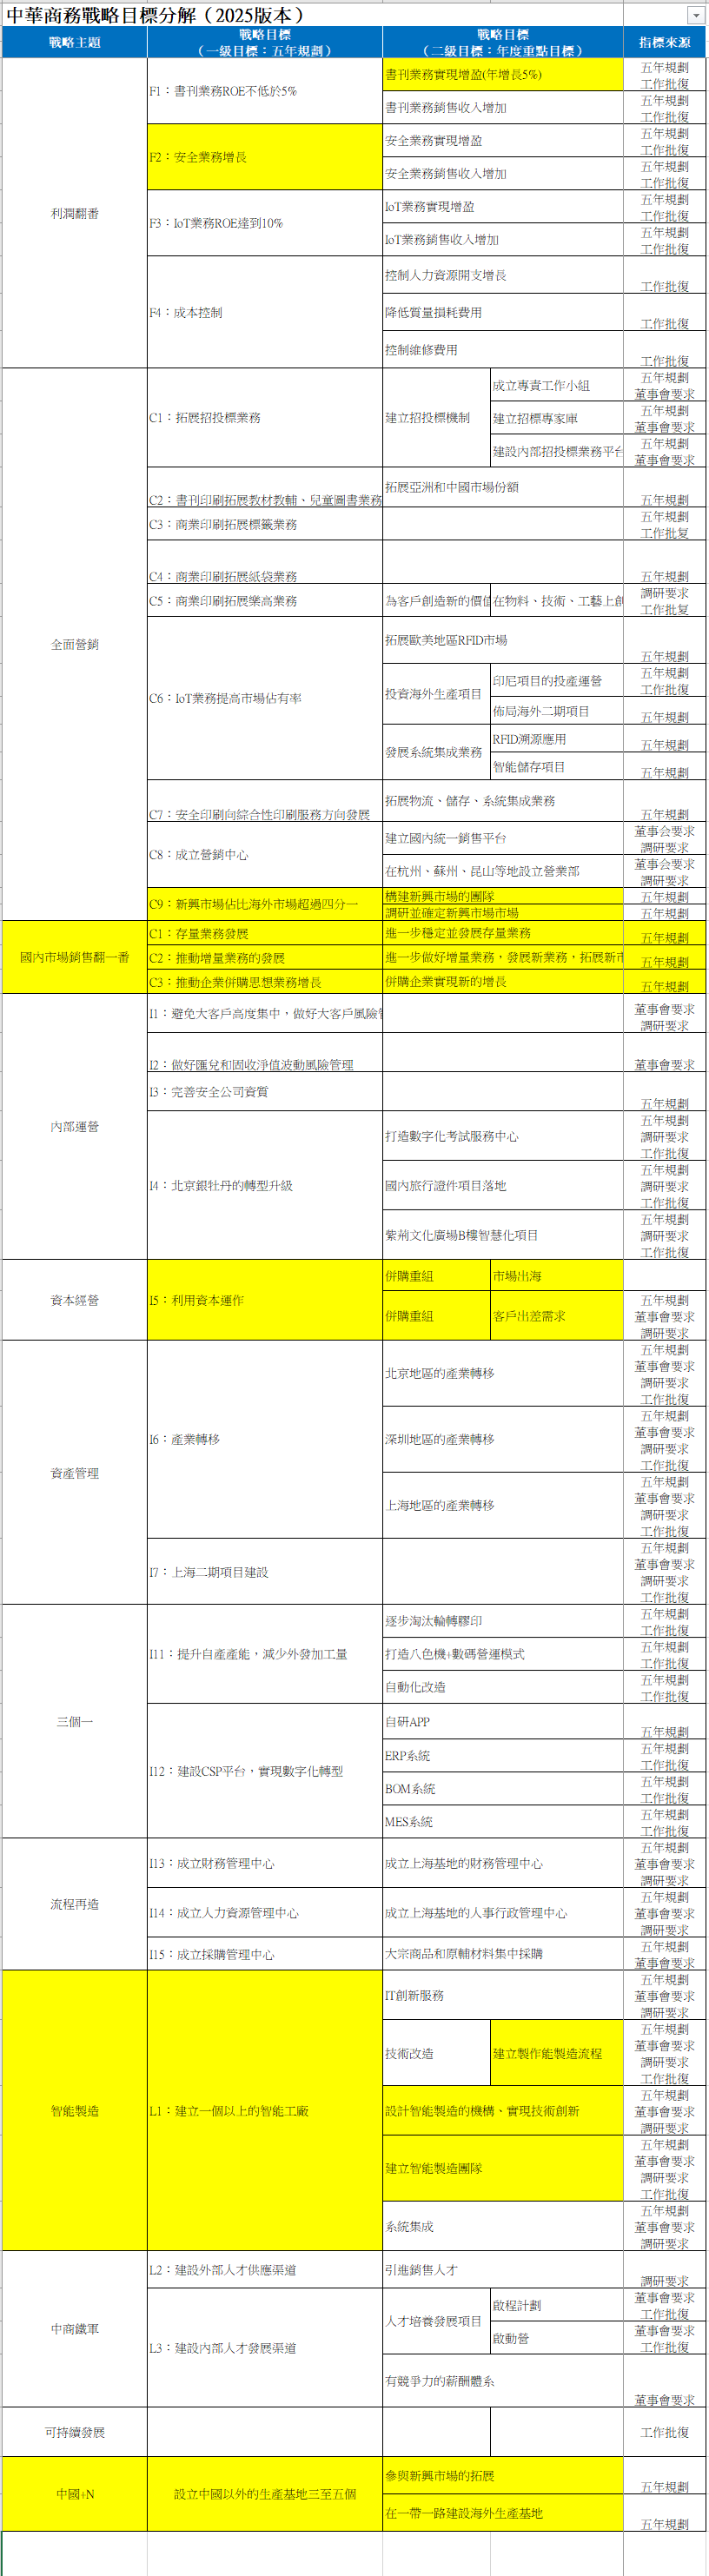 中華商務戰略目標分解（2025版本）
戰略主題
戰略目標
（一級目標：五年規劃）
戰略目標
（二級目標：年度重點目標）
指標來源
利潤翻番
F1：書刊業務ROE不低於5%
書刊業務實現增盈(年增長5%)
五年規劃
工作批復
書刊業務銷售收入增加
五年規劃
工作批復
F2：安全業務增長
安全業務實現增盈
五年規劃
工作批復
安全業務銷售收入增加
五年規劃
工作批復
F3：IoT業務ROE達到10%
IoT業務實現增盈
五年規劃
工作批復
IoT業務銷售收入增加
五年規劃
工作批復
F4：成本控制
控制人力資源開支增長
工作批復
降低質量損耗費用
工作批復
控制維修費用
工作批復
全面營銷
C1：拓展招投標業務
建立招投標機制
成立專責工作小組
五年規劃
董事會要求
建立招標專家庫
五年規劃
董事會要求
建設內部招投標業務平台
五年規劃
董事會要求
C2：書刊印刷拓展教材教輔、兒童圖書業務
拓展亞洲和中國市場份額
五年規劃
C3：商業印刷拓展標籤業務
五年規劃
工作批复
C4：商業印刷拓展紙袋業務
五年規劃
C5：商業印刷拓展樂高業務
為客戶創造新的價值
在物料、技術、工藝上創
調研要求
工作批复
C6：IoT業務提高市場佔有率
拓展歐美地區RFID市場
五年規劃
投資海外生產項目
印尼項目的投產運營
五年規劃
工作批復
佈局海外二期項目
五年規劃
發展系統集成業務
RFID溯源應用
五年規劃
智能儲存項目
五年規劃
C7：安全印刷向綜合性印刷服務方向發展
拓展物流、儲存、系統集成業務
五年規劃
C8：成立營銷中心
建立國內統一銷售平台
董事会要求
調研要求
在杭州、蘇州、昆山等地設立營業部
董事会要求
調研要求
C9：新興市場佔比海外市場超過四分一
構建新興市場的團隊
五年規劃
調研並確定新興市場市場
五年規劃
國內市場銷售翻一番
C1：存量業務發展
進一步穩定並發展存量業務
五年規劃
C2：推動增量業務的發展
進一步做好增量業務，發展新業務，拓展新市
五年規劃
C3：推動企業併購思想業務增長
併購企業實現新的增長
五年規劃
內部運營
I1：避免大客戶高度集中，做好大客戶風險管
董事會要求
調研要求
I2：做好匯兌和固收淨值波動風險管理
董事會要求
I3：完善安全公司資質
五年規劃
I4：北京銀牡丹的轉型升級
打造數字化考試服務中心
五年規劃
調研要求
工作批復
國內旅行證件項目落地
五年規劃
調研要求
工作批復
紫荊文化廣場B樓智慧化項目
五年規劃
調研要求
工作批復
資本經營
I5：利用資本運作
併購重組
市場出海
併購重組
客戶出差需求
五年規劃
董事會要求
調研要求
資產管理
I6：產業轉移
北京地區的產業轉移
五年規劃
董事會要求
調研要求
工作批復
深圳地區的產業轉移
五年規劃
董事會要求
調研要求
工作批復
上海地區的產業轉移
五年規劃
董事會要求
調研要求
工作批復
I7：上海二期項目建設
五年規劃
董事會要求
調研要求
工作批復
三個一
I11：提升自產產能，減少外發加工量
逐步淘汰輪轉膠印
五年規劃
工作批復
打造八色機+數碼營運模式
五年規劃
工作批復
自動化改造
五年規劃
工作批復
I12：建設CSP平台，實現數字化轉型
自研APP
五年規劃
ERP系統
五年規劃
工作批復
BOM系統
五年規劃
工作批復
MES系統
五年規劃
工作批復
流程再造
I13：成立財務管理中心
成立上海基地的財務管理中心
五年規劃
董事會要求
調研要求
I14：成立人力資源管理中心
成立上海基地的人事行政管理中心
五年規劃
董事會要求
調研要求
I15：成立採購管理中心
大宗商品和原輔材料集中採購
五年規劃
董事會要求
智能製造
L1：建立一個以上的智能工廠
IT創新服務
五年規劃
董事會要求
調研要求
技術改造
建立製作能製造流程
五年規劃
董事會要求
調研要求
工作批復
設計智能製造的機構、實現技術創新
五年規劃
董事會要求
調研要求
建立智能製造團隊
五年規劃
董事會要求
調研要求
工作批復
系統集成
五年規劃
董事會要求
調研要求
中商鐵軍
L2：建設外部人才供應渠道
引進銷售人才
調研要求
L3：建設內部人才發展渠道
人才培養發展項目
啟程計劃
董事會要求
工作批復
啟動營
董事會要求
工作批復
有競爭力的薪酬體系
董事會要求
可持續發展
工作批復
中國+N
設立中國以外的生產基地三至五個
參與新興市場的拓展
五年規劃
在一帶一路建設海外生產基地
五年規劃